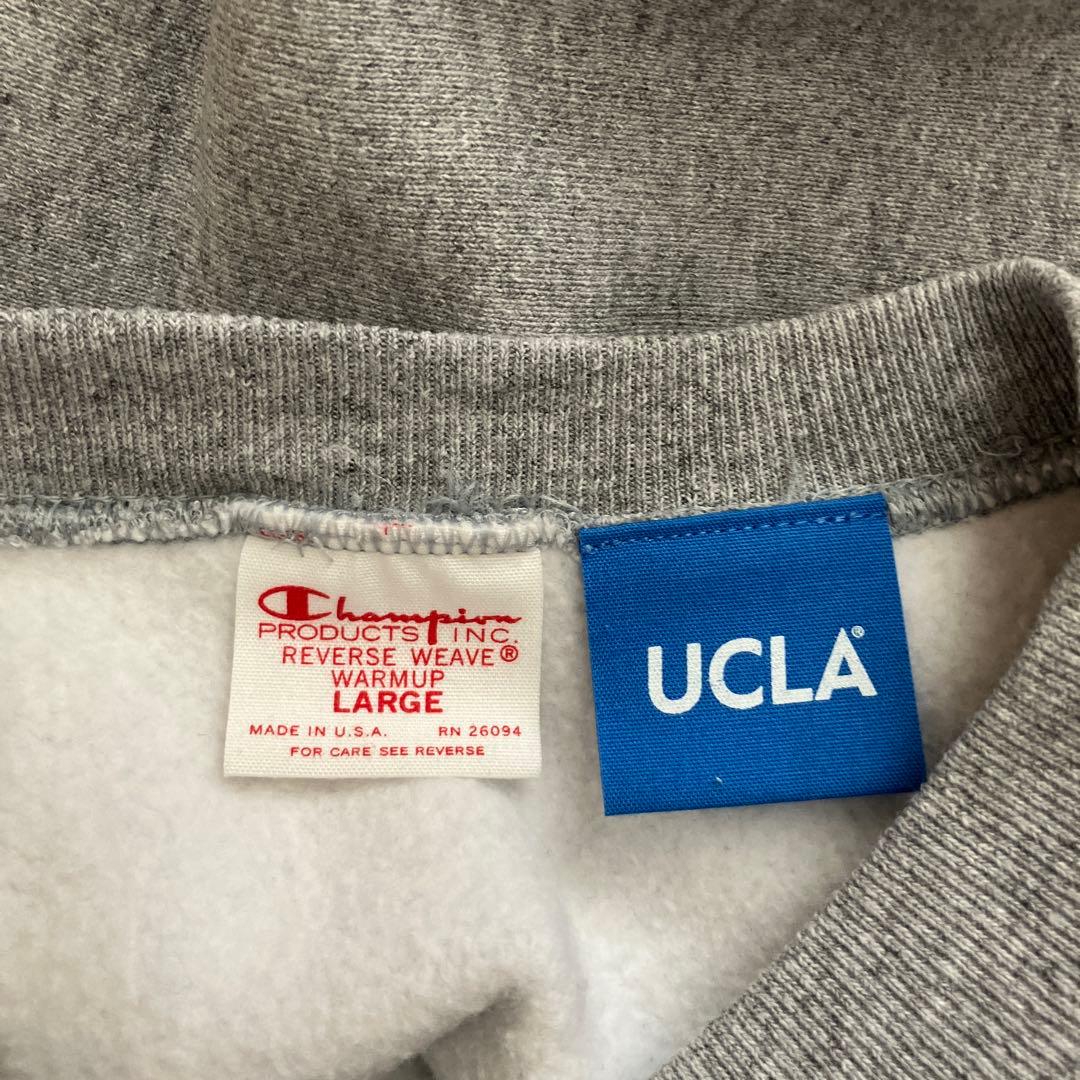 Champion
PRODUCTS INC.
REVERSE WEAVE®
WARMUP
LARGE
MADE IN U.S.A. RN 26094
FOR CARE SEE REVERSE
UCLA®